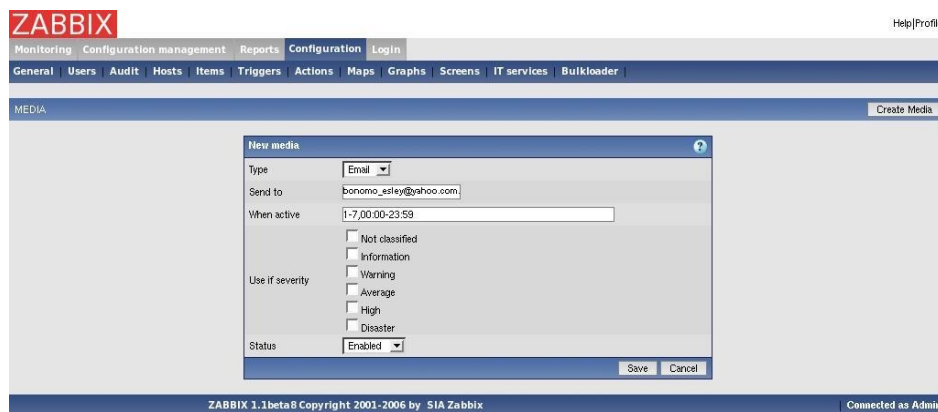 ZABBIX
Help|Profil
Monitoring Configuration management Reports Configuration Login
General | Users | Audit | Hosts | Items | Triggers | Actions | Maps | Graphs | Screens | IT services | Bulkloader |
MEDIA Create Media
New media ?
Type Email
Send to bonomo_esley@yahoo.com.
When active 1-7,00:00-23:59
Use if severity
Not classified
Information
Warning
Average
High
Disaster
Status Enabled
Save Cancel
ZABBIX 1.1beta8 Copyright 2001-2006 by SIA Zabbix Connected as Admi